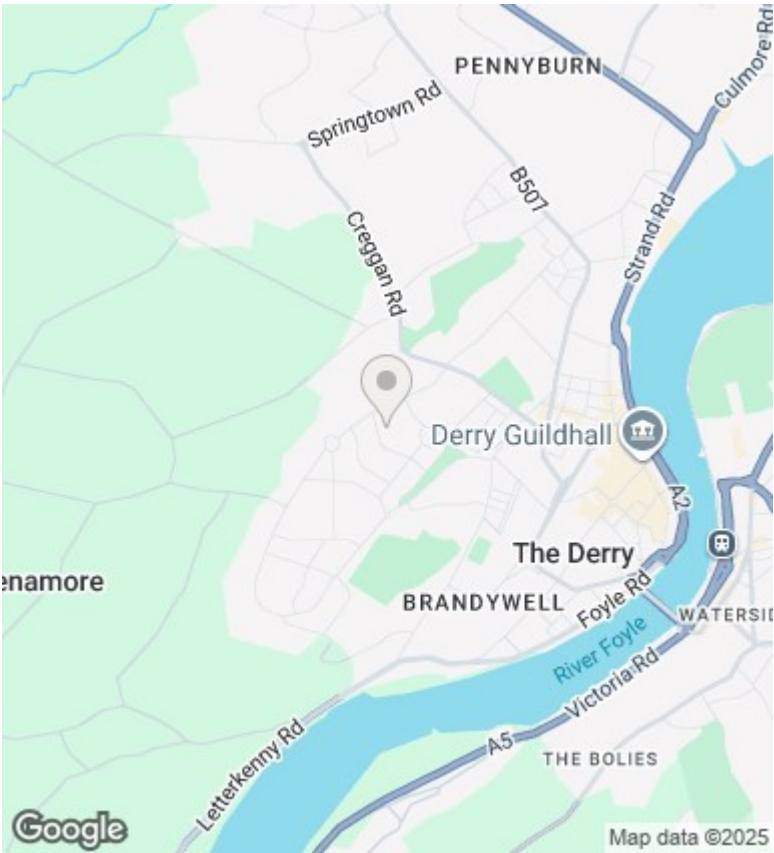 PENNYBURN
Culmore Rd
Springtown Rd
B507
Creggan Rd
Strand Rd
Derry Guildhall
A2
The Derry
enamore
BRANDYWELL
Foyle Rd
WATERSID
River Foyle
Victoria Rd
A5
THE BOLIES
Letterkenny Rd
Google
Map data ©2025